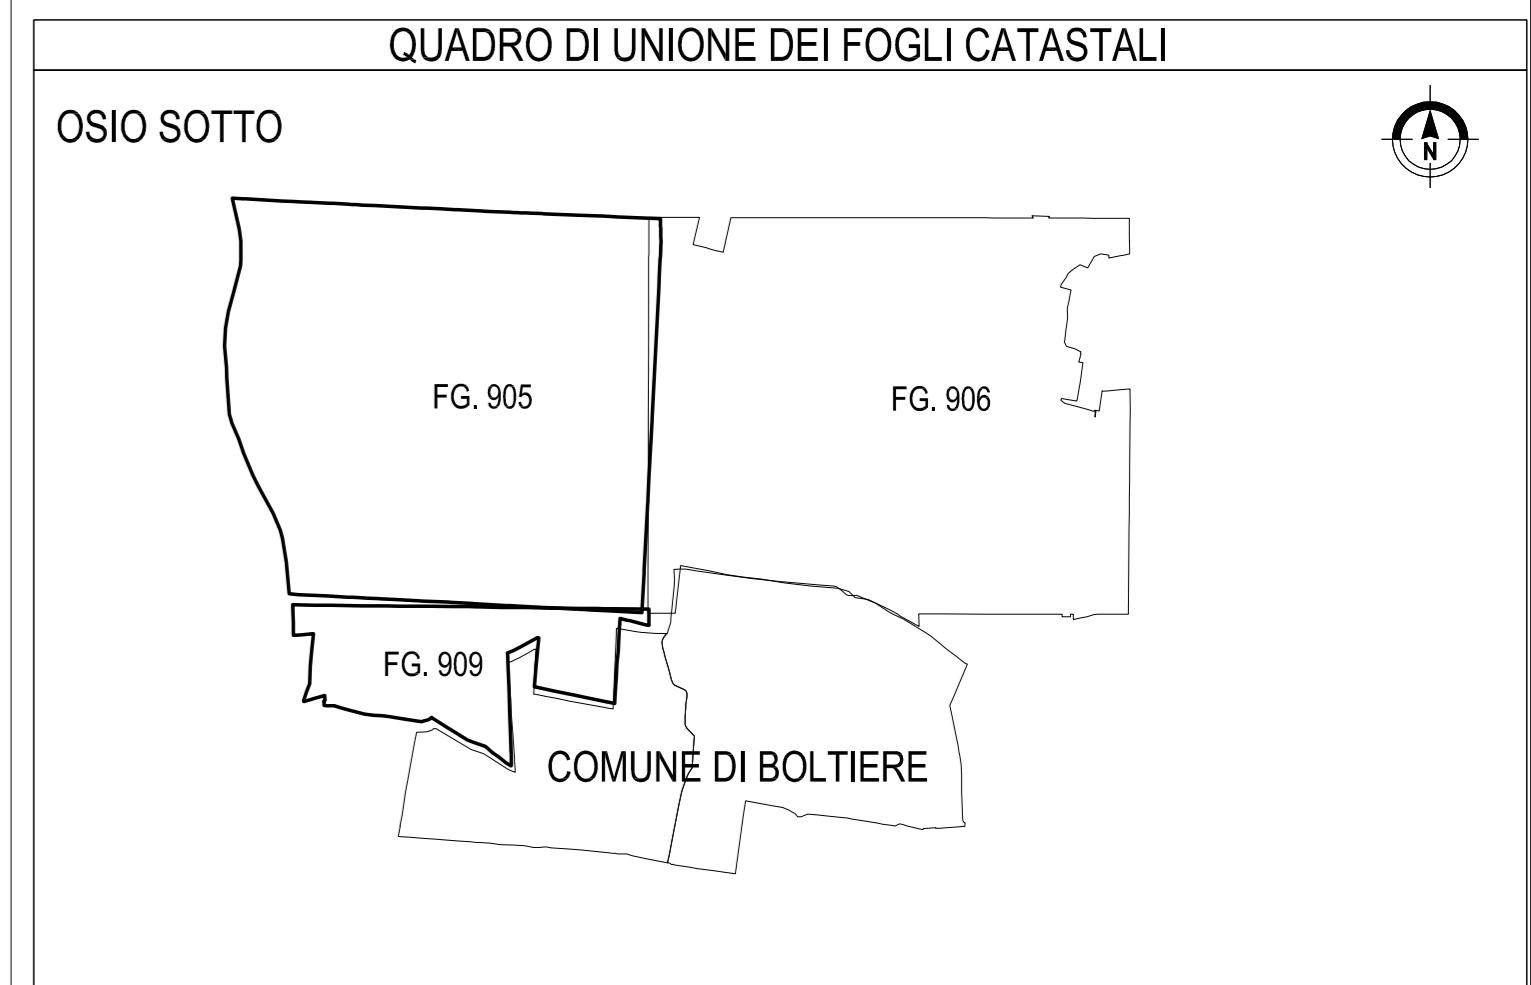 QUADRO DI UNIONE DEI FOGLI CATASTALI
OSIO SOTTO
N
FG. 905
FG. 906
FG. 909
COMUNE DI BOLTIERE